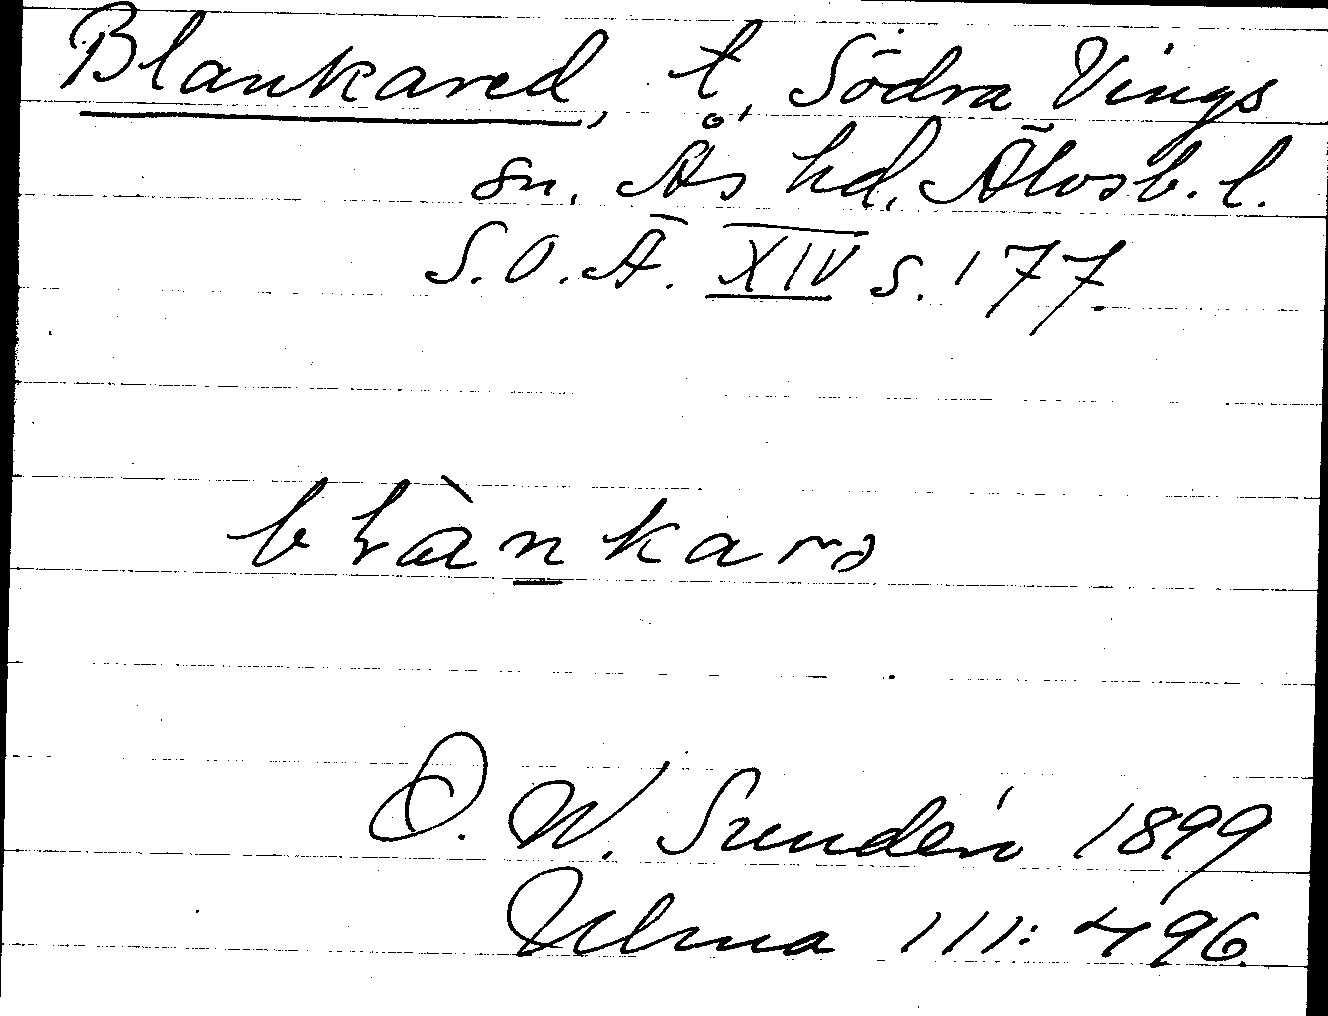 Blankared, t, Södra Vings
sn. Ås hd. Älvsb. l.
S.O.Ä. XIV s. 177.
blànkarə
O. W. Sundén 1899
Ulma 111:496.